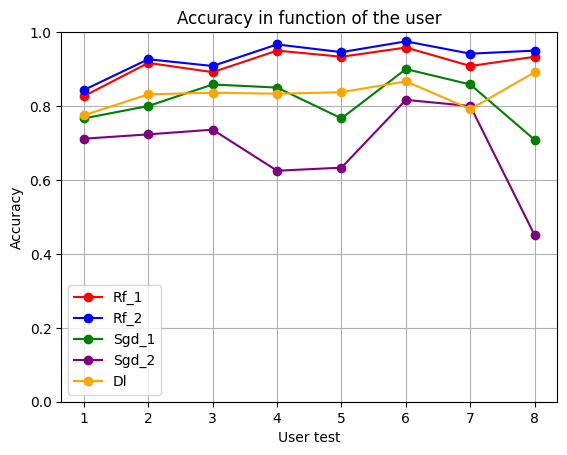 Accuracy in function of the user
1.0
0.8
0.6
0.4
0.2
0.0
Accuracy
Rf_1
Rf_2
Sgd_1
Sgd_2
Dl
1 2 3 4 5 6 7 8
User test